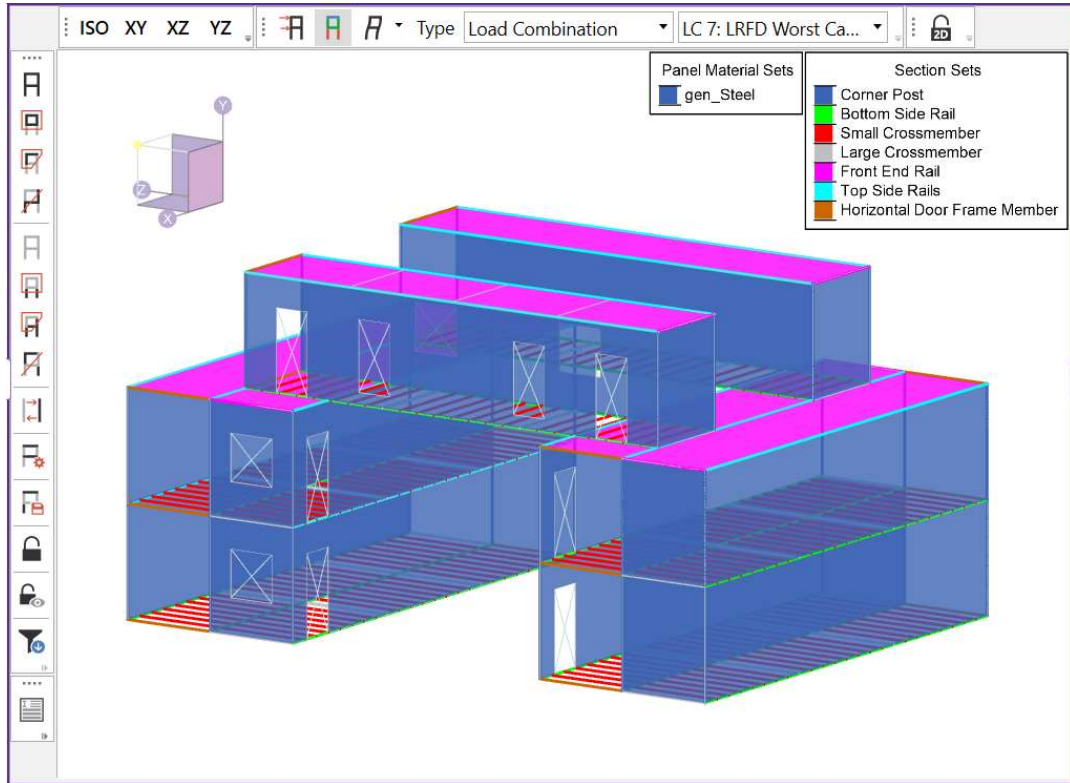 ISO XY XZ YZ Type Load Combination LC 7: LRFD Worst Ca...
2D
Panel Material Sets
gen_Steel
Section Sets
Corner Post
Bottom Side Rail
Small Crossmember
Large Crossmember
Front End Rail
Top Side Rails
Horizontal Door Frame Member
Y
Z
X